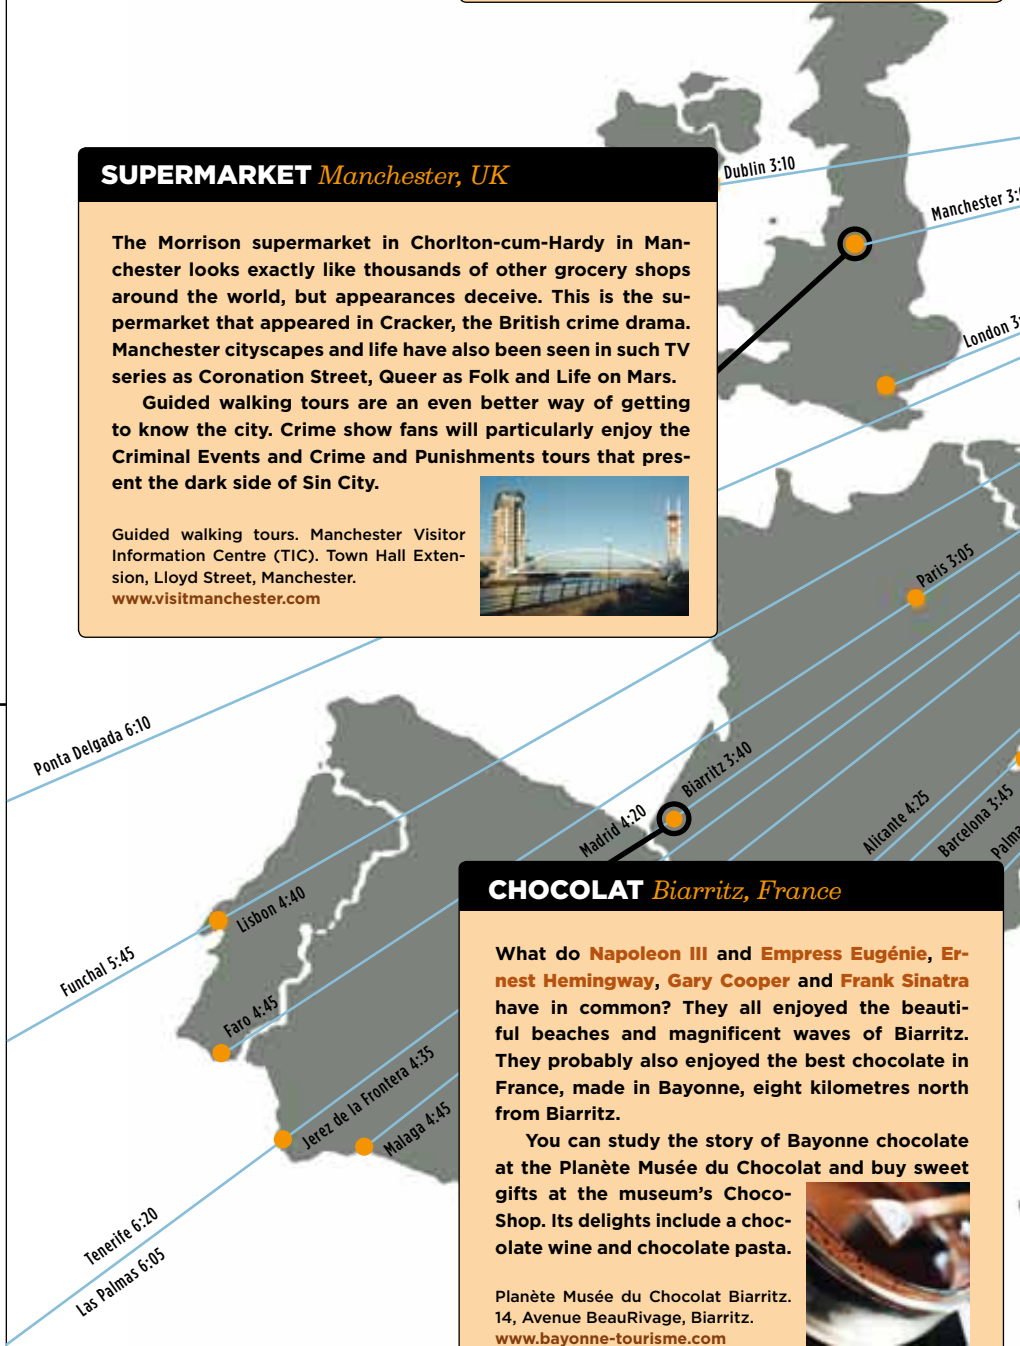 SUPERMARKET Manchester, UK
The Morrison supermarket in Chorlton-cum-Hardy in Man-
chester looks exactly like thousands of other grocery shops
around the world, but appearances deceive. This is the su-
permarket that appeared in Cracker, the British crime drama.
Manchester cityscapes and life have also been seen in such TV
series as Coronation Street, Queer as Folk and Life on Mars.
Guided walking tours are an even better way of getting
to know the city. Crime show fans will particularly enjoy the
Criminal Events and Crime and Punishments tours that pres-
ent the dark side of Sin City.
Guided walking tours. Manchester Visitor
Information Centre (TIC). Town Hall Exten-
sion, Lloyd Street, Manchester.
www.visitmanchester.com
Dublin 3:10
Manchester 3:
London 3:
Paris 3:05
Ponta Delgada 6:10
Biarritz 3:40
Madrid 4:20
Alicante 4:25
Barcelona 3:45
Palma
Lisbon 4:40
Funchal 5:45
Faro 4:45
Jerez de la Frontera 4:35
Malaga 4:45
Tenerife 6:20
Las Palmas 6:05
CHOCOLAT Biarritz, France
What do Napoleon III and Empress Eugénie, Er-
nest Hemingway, Gary Cooper and Frank Sinatra
have in common? They all enjoyed the beauti-
ful beaches and magnificent waves of Biarritz.
They probably also enjoyed the best chocolate in
France, made in Bayonne, eight kilometres north
from Biarritz.
You can study the story of Bayonne chocolate
at the Planète Musée du Chocolat and buy sweet
gifts at the museum's Choco-
Shop. Its delights include a choc-
olate wine and chocolate pasta.
Planète Musée du Chocolat Biarritz.
14, Avenue BeauRivage, Biarritz.
www.bayonne-tourisme.com